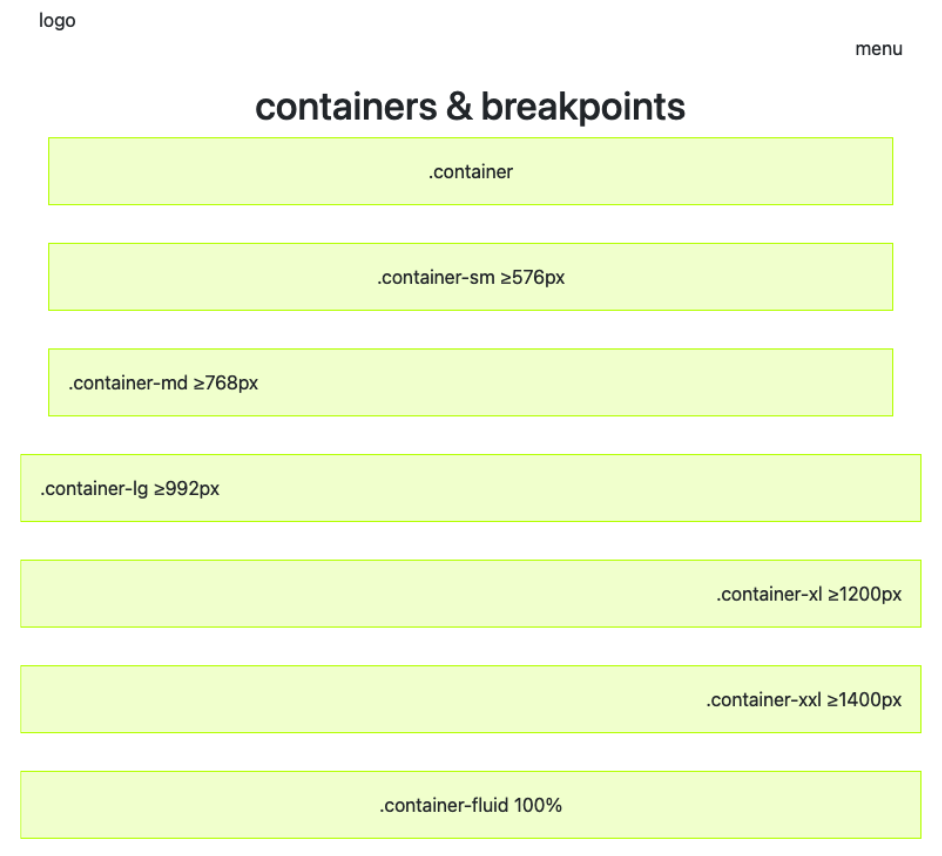 logo
menu
containers & breakpoints
.container
.container-sm ≥576px
.container-md ≥768px
.container-lg ≥992px
.container-xl ≥1200px
.container-xxl ≥1400px
.container-fluid 100%